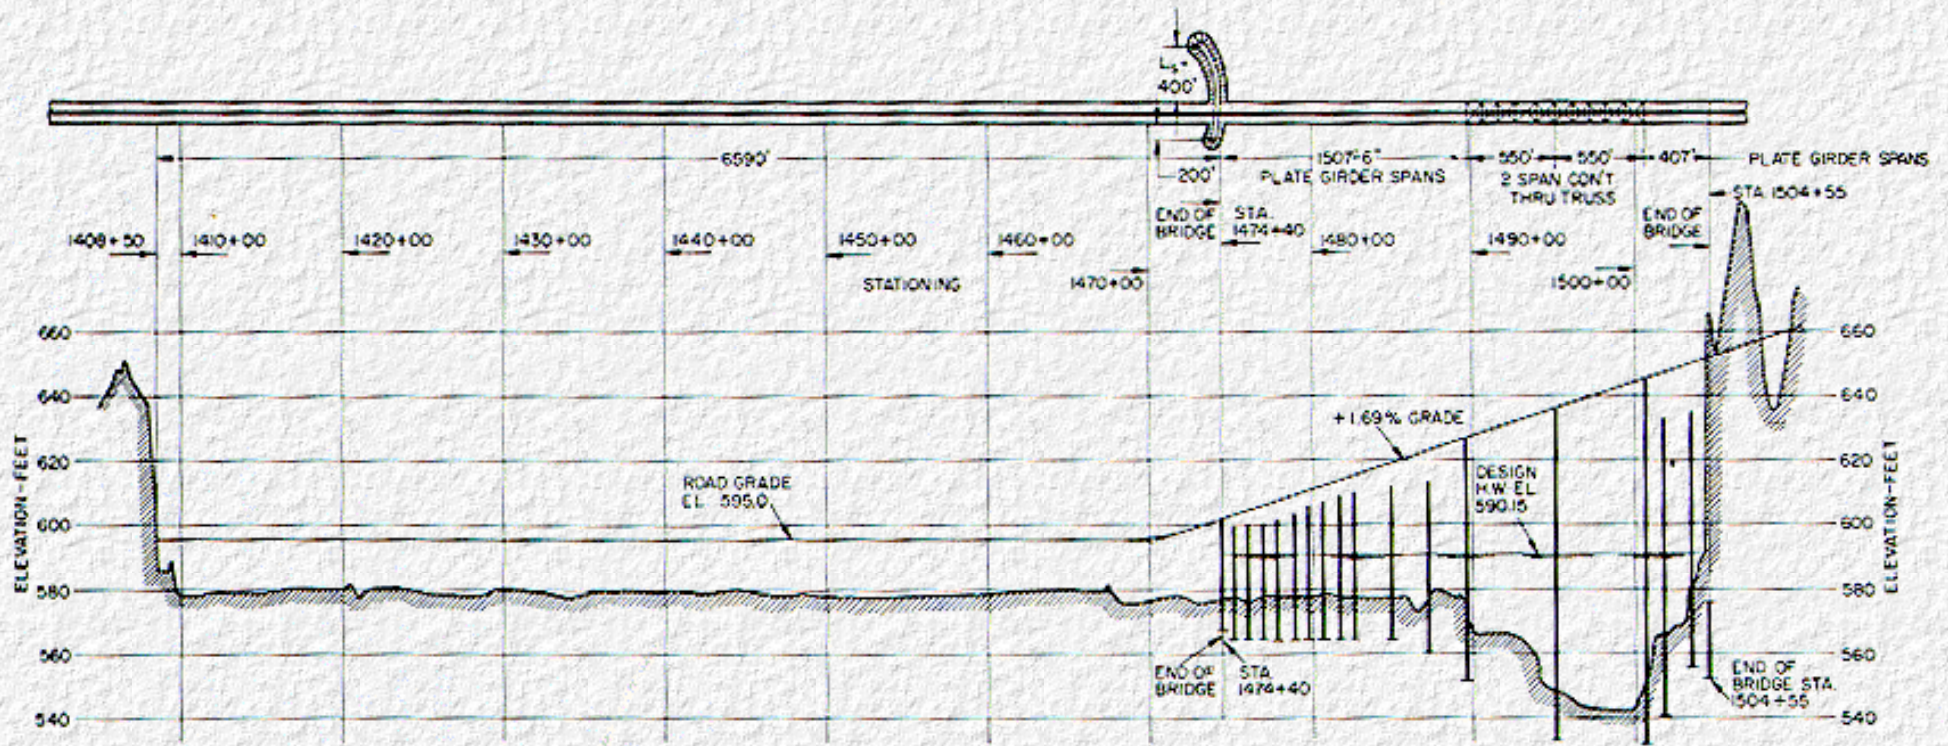 Ls=
400'
6590'
200'
1507'-6"
PLATE GIRDER SPANS
550'
550'
2 SPAN CON'T
THRU TRUSS
407'
PLATE GIRDER SPANS
STA. 1504+55
END OF
BRIDGE
STA.
1474+40
END OF
BRIDGE
1408+50
1410+00
1420+00
1430+00
1440+00
1450+00
1460+00
1470+00
1480+00
1490+00
1500+00
STATIONING
660
640
620
600
580
560
540
ELEVATION-FEET
ROAD GRADE
EL 595.0
+1.69% GRADE
DESIGN
H.W. EL
590.15
END OF
BRIDGE
STA.
1474+40
END OF
BRIDGE STA.
1504+55
660
640
620
600
580
560
540
ELEVATION-FEET